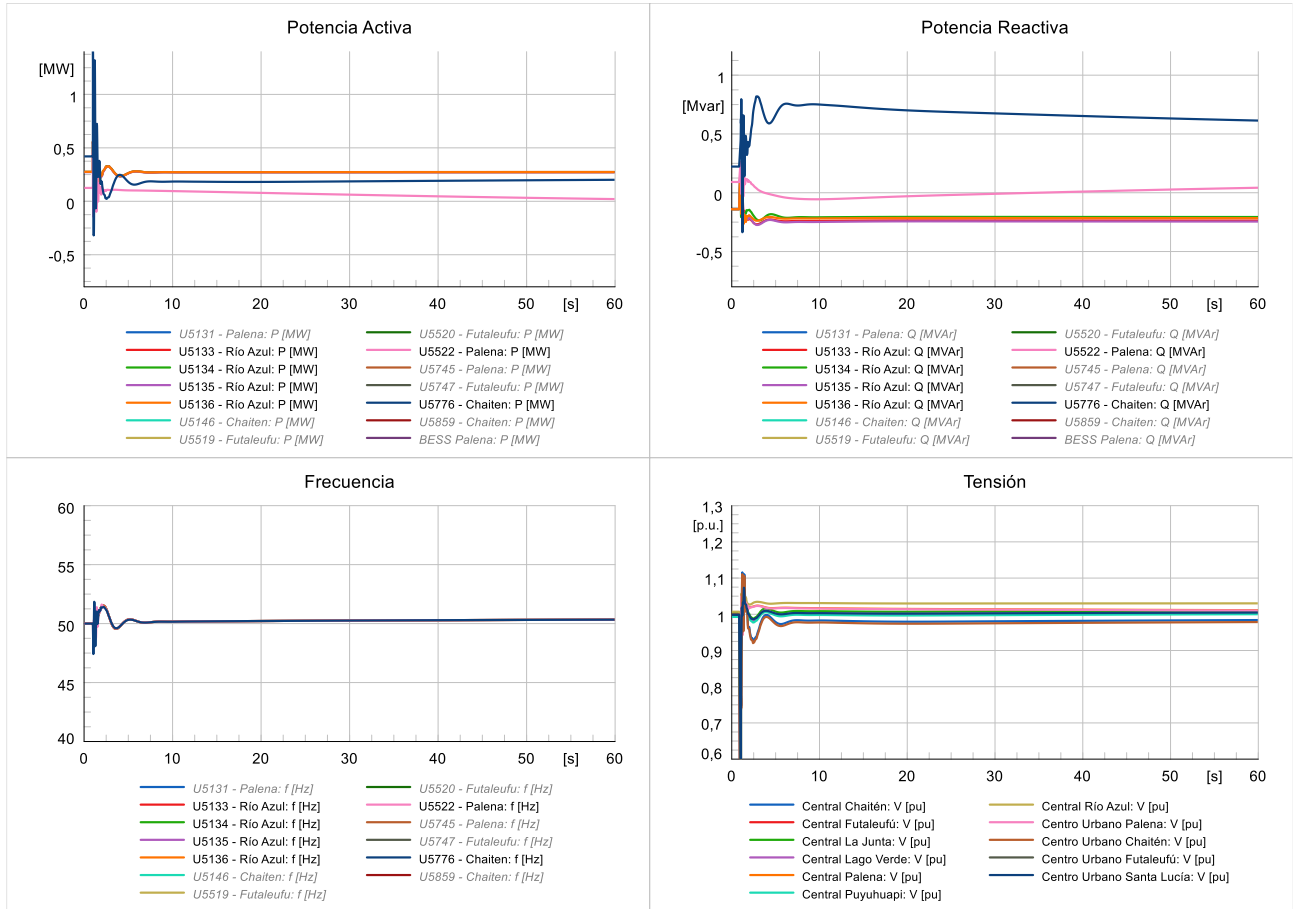 Potencia Activa
[MW]
1
0,5
0
-0,5
0 10 20 30 40 [s] 60
U5131 - Palena: P [MW]
U5133 - Río Azul: P [MW]
U5134 - Río Azul: P [MW]
U5135 - Río Azul: P [MW]
U5136 - Río Azul: P [MW]
U5146 - Chaiten: P [MW]
U5519 - Futaleufu: P [MW]
U5520 - Futaleufu: P [MW]
U5522 - Palena: P [MW]
U5745 - Palena: P [MW]
U5747 - Futaleufu: P [MW]
U5776 - Chaiten: P [MW]
U5859 - Chaiten: P [MW]
BESS Palena: P [MW]
Potencia Reactiva
1
[Mvar]
0,5
0
-0,5
0 10 20 30 40 [s] 60
U5131 - Palena: Q [MVAr]
U5133 - Río Azul: Q [MVAr]
U5134 - Río Azul: Q [MVAr]
U5135 - Río Azul: Q [MVAr]
U5136 - Río Azul: Q [MVAr]
U5146 - Chaiten: Q [MVAr]
U5519 - Futaleufu: Q [MVAr]
U5520 - Futaleufu: Q [MVAr]
U5522 - Palena: Q [MVAr]
U5745 - Palena: Q [MVAr]
U5747 - Futaleufu: Q [MVAr]
U5776 - Chaiten: Q [MVAr]
U5859 - Chaiten: Q [MVAr]
BESS Palena: Q [MVAr]
Frecuencia
60
55
50
45
40
0 10 20 30 40 50 [s] 60
U5131 - Palena: f [Hz]
U5133 - Río Azul: f [Hz]
U5134 - Río Azul: f [Hz]
U5135 - Río Azul: f [Hz]
U5136 - Río Azul: f [Hz]
U5146 - Chaiten: f [Hz]
U5519 - Futaleufu: f [Hz]
U5520 - Futaleufu: f [Hz]
U5522 - Palena: f [Hz]
U5745 - Palena: f [Hz]
U5747 - Futaleufu: f [Hz]
U5776 - Chaiten: f [Hz]
U5859 - Chaiten: f [Hz]
Tensión
1,3
[p.u.]
1,2
1,1
1
0,9
0,8
0,7
0,6
0 10 20 30 40 [s] 60
Central Chaitén: V [pu]
Central Futaleufú: V [pu]
Central La Junta: V [pu]
Central Lago Verde: V [pu]
Central Palena: V [pu]
Central Puyuhuapi: V [pu]
Central Río Azul: V [pu]
Centro Urbano Palena: V [pu]
Centro Urbano Chaitén: V [pu]
Centro Urbano Futaleufú: V [pu]
Centro Urbano Santa Lucía: V [pu]